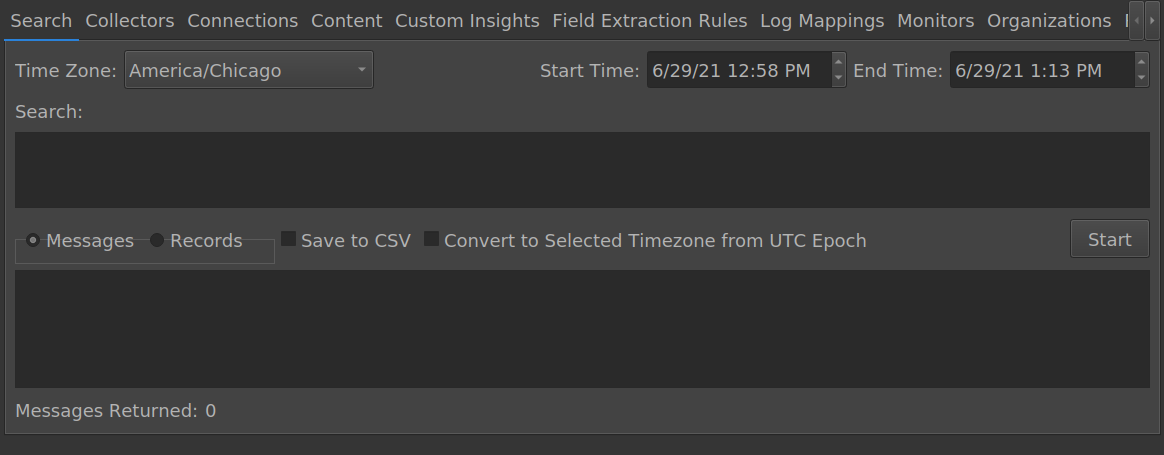 Search Collectors Connections Content Custom Insights Field Extraction Rules Log Mappings Monitors Organizations
Time Zone: America/Chicago Start Time: 6/29/21 12:58 PM End Time: 6/29/21 1:13 PM
Search:
Messages Records Save to CSV Convert to Selected Timezone from UTC Epoch Start
Messages Returned: 0